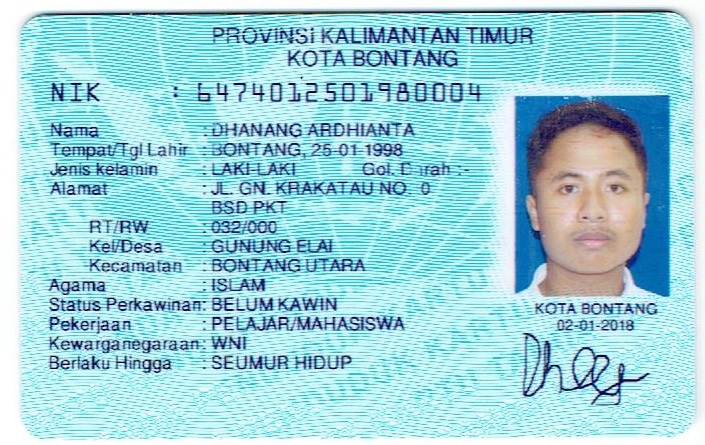 PROVINSI KALIMANTAN TIMUR
KOTA BONTANG
NIK : 6474012501980004
Nama : DHANANG ARDHIANTA
Tempat/Tgl Lahir : BONTANG, 25-01-1998
Jenis kelamin : LAKI-LAKI Gol. Darah :-
Alamat : JL. GN. KRAKATAU NO. 0
BSD PKT
RT/RW : 032/000
Kel/Desa : GUNUNG ELAI
Kecamatan : BONTANG UTARA
Agama : ISLAM
Status Perkawinan: BELUM KAWIN
Pekerjaan : PELAJAR/MAHASISWA
Kewarganegaraan: WNI
Berlaku Hingga : SEUMUR HIDUP
KOTA BONTANG
02-01-2018